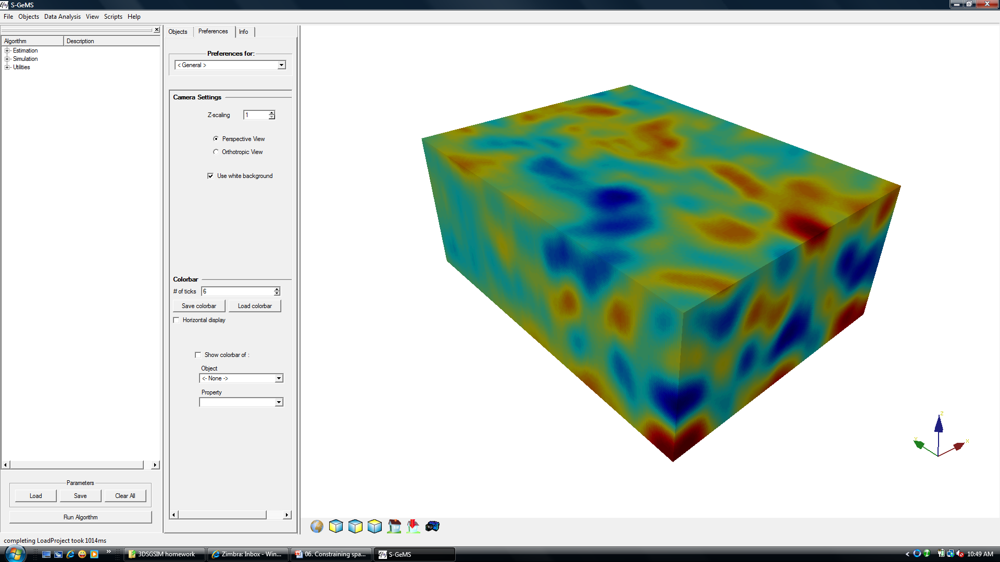 S-GeMS
File Objects Data Analysis View Scripts Help
Algorithm Description
Estimation
Simulation
Utilities
Parameters
Load Save Clear All
Run Algorithm
Objects Preferences Info
Preferences for:
< General >
Camera Settings
Z-scaling 1
Perspective View
Orthotropic View
Use white background
Colorbar
# of ticks 6
Save colorbar Load colorbar
Horizontal display
Show colorbar of :
Object
<- None ->
Property
Z
Y
X
completing LoadProject took 1014ms
3DSGSIM homework Zimbra: Inbox - Win... 06. Constraining spa... S-GeMS 10:49 AM